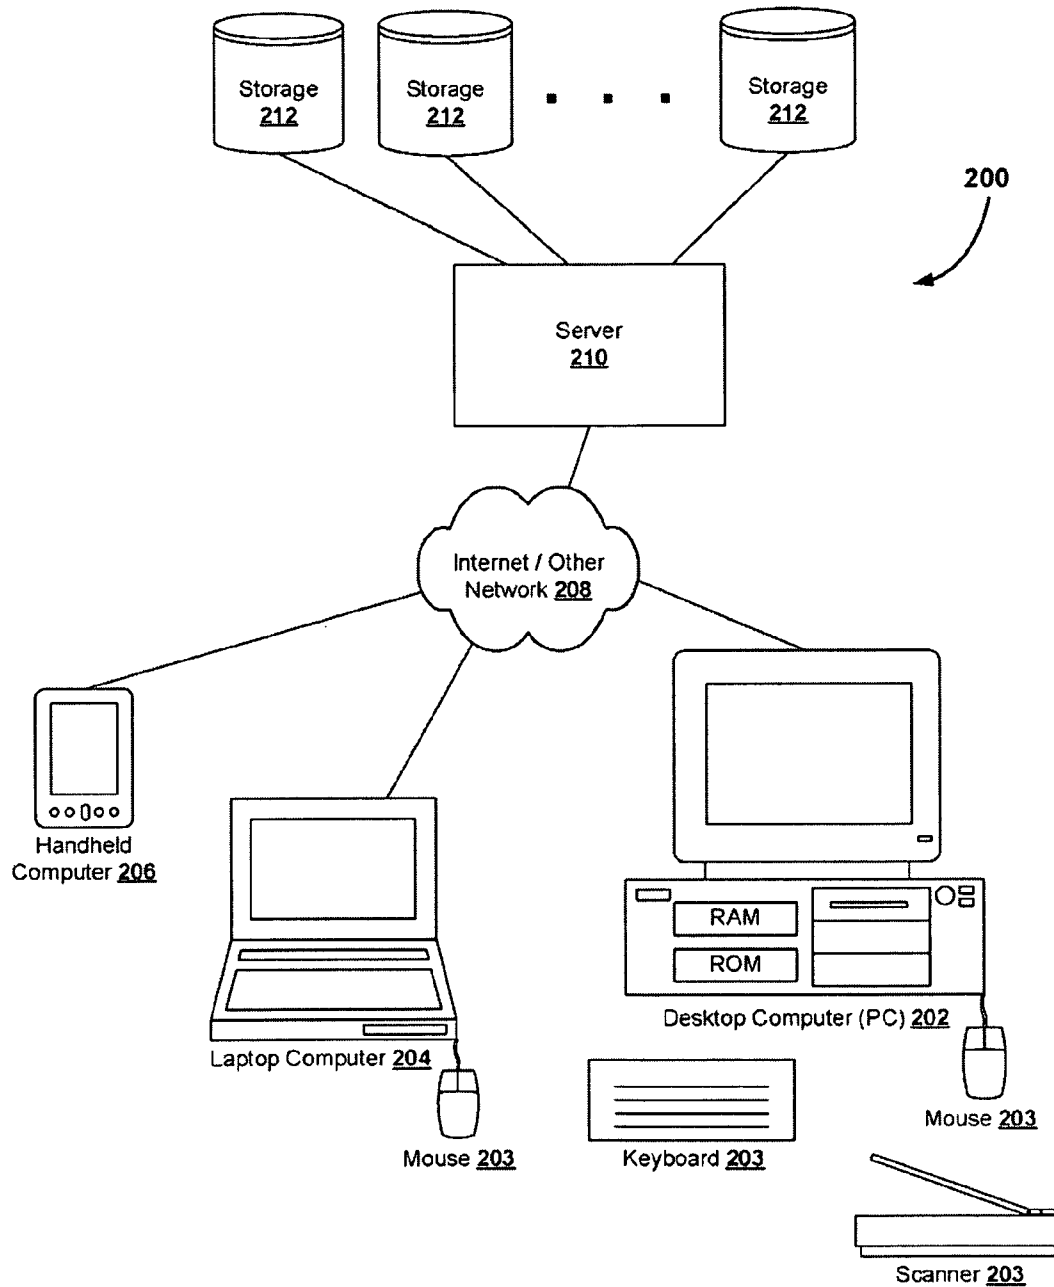 Storage
212
Storage
212
Storage
212
200
Server
210
Internet / Other
Network 208
Handheld
Computer 206
RAM
ROM
Desktop Computer (PC) 202
Laptop Computer 204
Mouse 203
Mouse 203
Keyboard 203
Scanner 203